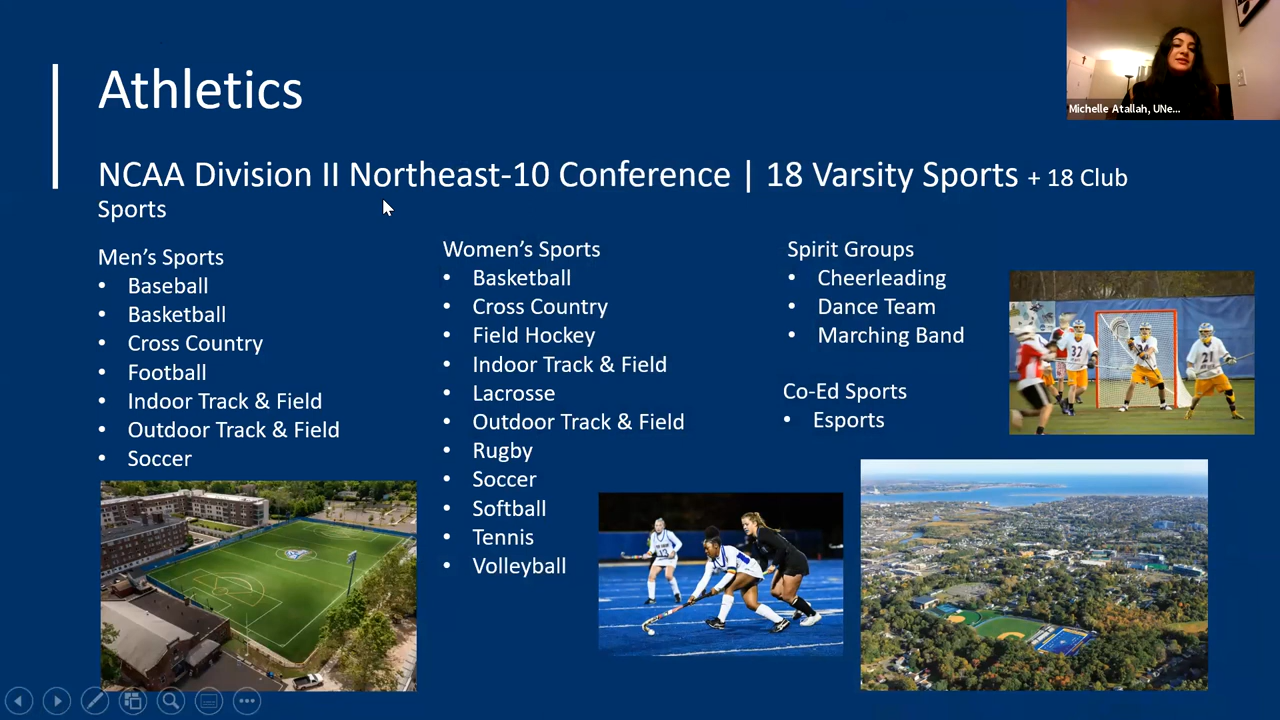 Athletics
NCAA Division II Northeast-10 Conference | 18 Varsity Sports + 18 Club
Sports
Men’s Sports
• Baseball
• Basketball
• Cross Country
• Football
• Indoor Track & Field
• Outdoor Track & Field
• Soccer
Women’s Sports
• Basketball
• Cross Country
• Field Hockey
• Indoor Track & Field
• Lacrosse
• Outdoor Track & Field
• Rugby
• Soccer
• Softball
• Tennis
• Volleyball
Spirit Groups
• Cheerleading
• Dance Team
• Marching Band
Co-Ed Sports
• Esports
Michelle Atallah, UNe...
32
21
13